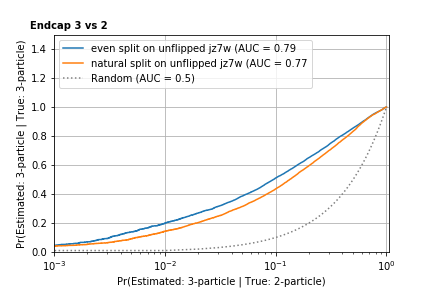 Endcap 3 vs 2
Pr(Estimated: 3-particle | True: 3-particle)
1.4
1.2
1.0
0.8
0.6
0.4
0.2
0.0
even split on unflipped jz7w (AUC = 0.79
natural split on unflipped jz7w (AUC = 0.77
Random (AUC = 0.5)
10⁻³
10⁻²
10⁻¹
10⁰
Pr(Estimated: 3-particle | True: 2-particle)